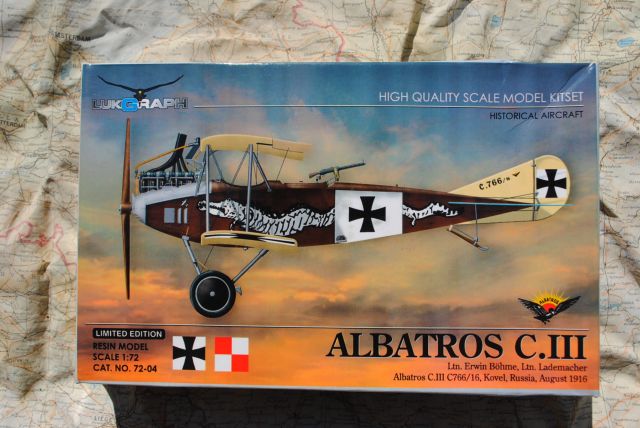 LUKGRAPH
HIGH QUALITY SCALE MODEL KITSET
HISTORICAL AIRCRAFT
C.766/16
ALBATROS
LIMITED EDITION
RESIN MODEL
SCALE 1:72
CAT. NO. 72-04
ALBATROS C.III
Ltn. Erwin Böhme, Ltn. Lademacher
Albatros C.III C766/16, Kovel, Russia, August 1916